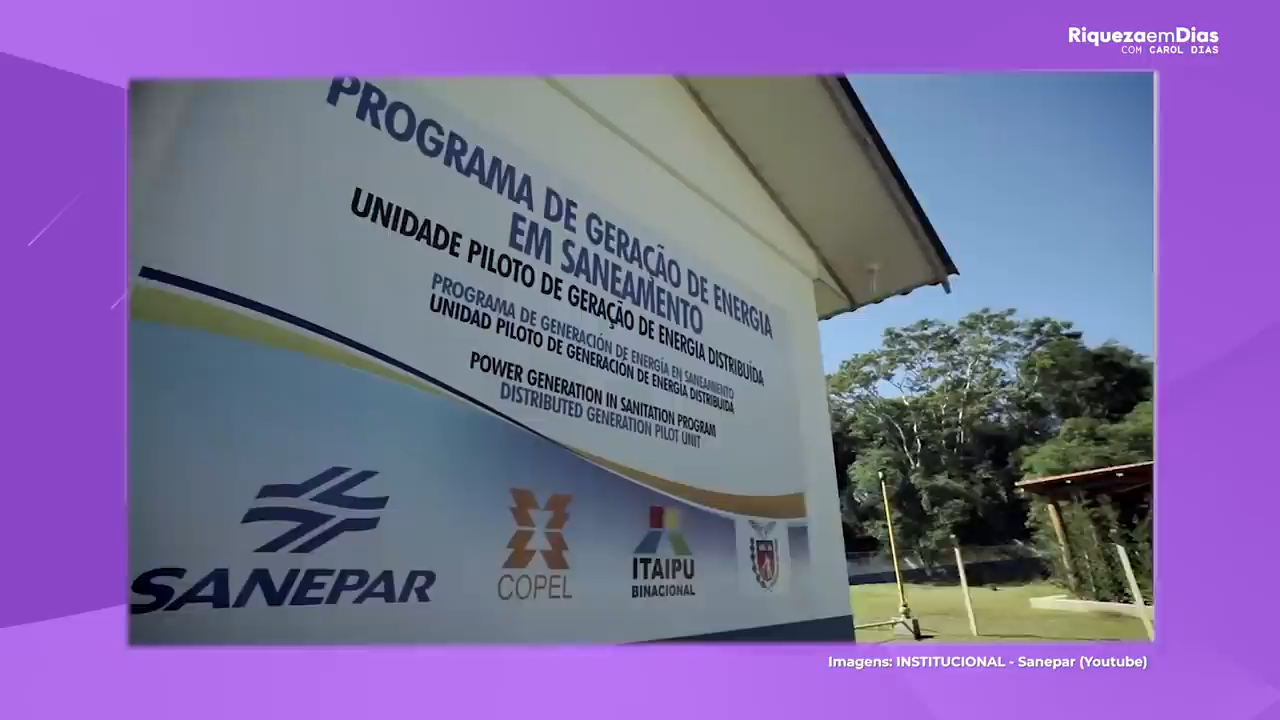 RiquezaemDias
COM CAROL DIAS
PROGRAMA DE GERAÇÃO DE ENERGIA
EM SANEAMENTO
UNIDADE PILOTO DE GERAÇÃO DE ENERGIA DISTRIBUÍDA
PROGRAMA DE GENERACIÓN DE ENERGÍA EN SANEAMENTO
UNIDAD PILOTO DE GENERACIÓN DE ENERGÍA DISTRIBUIDA
POWER GENERATION IN SANITATION PROGRAM
DISTRIBUTED GENERATION PILOT UNIT
SANEPAR
COPEL
ITAIPU
BINACIONAL
Imagens: INSTITUCIONAL - Sanepar (Youtube)